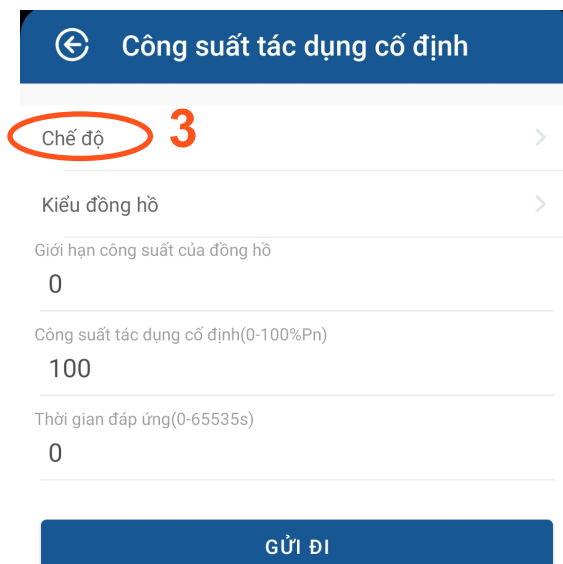 Công suất tác dụng cố định
Chế độ
3
Kiểu đồng hồ
Giới hạn công suất của đồng hồ
0
Công suất tác dụng cố định(0-100%Pn)
100
Thời gian đáp ứng(0-65535s)
0
GỬI ĐI